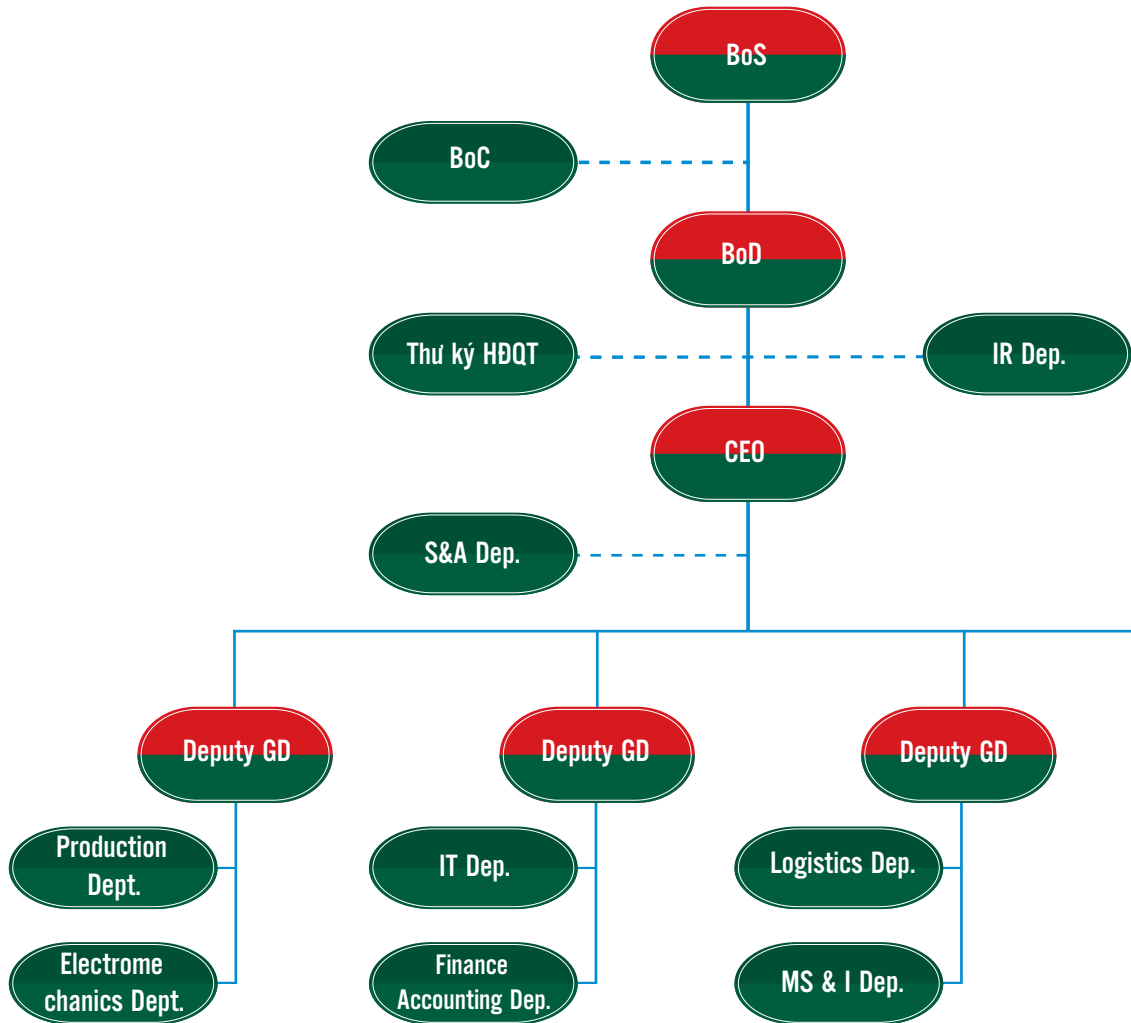 BoS
BoC
BoD
Thư ký HĐQT
IR Dep.
CEO
S&A Dep.
Deputy GD
Deputy GD
Deputy GD
Production
Dept.
IT Dep.
Logistics Dep.
Electrome
chanics Dept.
Finance
Accounting Dep.
MS & I Dep.